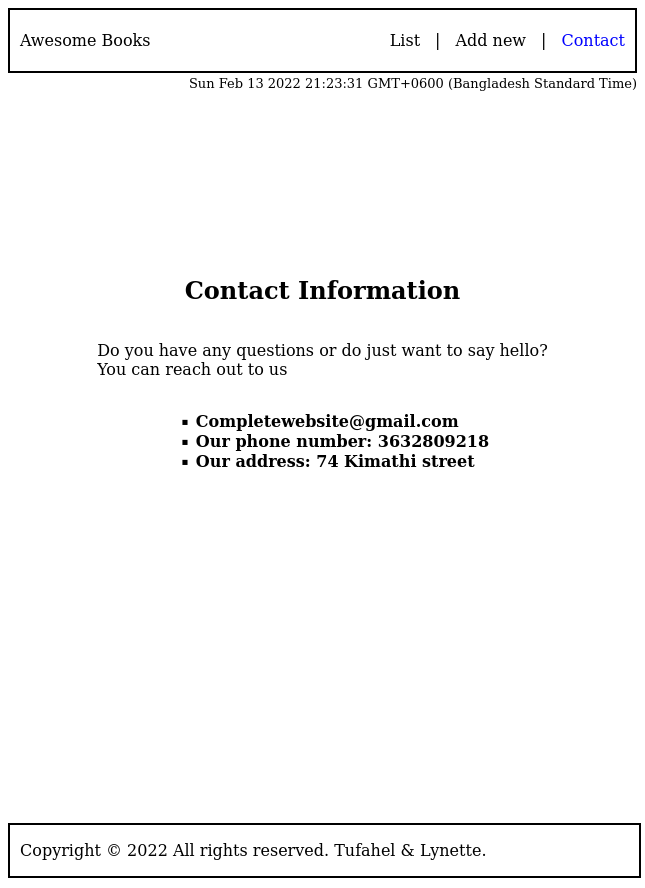 Awesome Books List | Add new | Contact
Sun Feb 13 2022 21:23:31 GMT+0600 (Bangladesh Standard Time)
Contact Information
Do you have any questions or do just want to say hello?
You can reach out to us
▪ Completewebsite@gmail.com
▪ Our phone number: 3632809218
▪ Our address: 74 Kimathi street
Copyright © 2022 All rights reserved. Tufahel & Lynette.